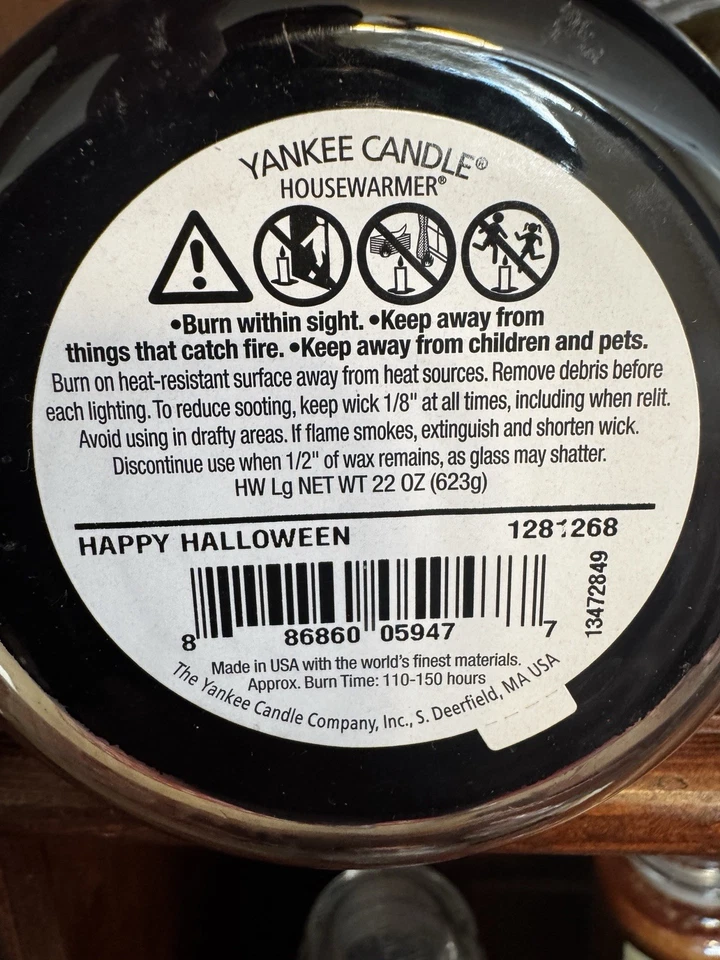 YANKEE CANDLE®
HOUSEWARMER®
•Burn within sight. •Keep away from
things that catch fire. •Keep away from children and pets.
Burn on heat-resistant surface away from heat sources. Remove debris before
each lighting. To reduce sooting, keep wick 1/8" at all times, including when relit.
Avoid using in drafty areas. If flame smokes, extinguish and shorten wick.
Discontinue use when 1/2" of wax remains, as glass may shatter.
HW Lg NET WT 22 OZ (623g)
HAPPY HALLOWEEN 1281268
8 86860 05947 7
13472849
Made in USA with the world's finest materials.
Approx. Burn Time: 110-150 hours
The Yankee Candle Company, Inc., S. Deerfield, MA USA